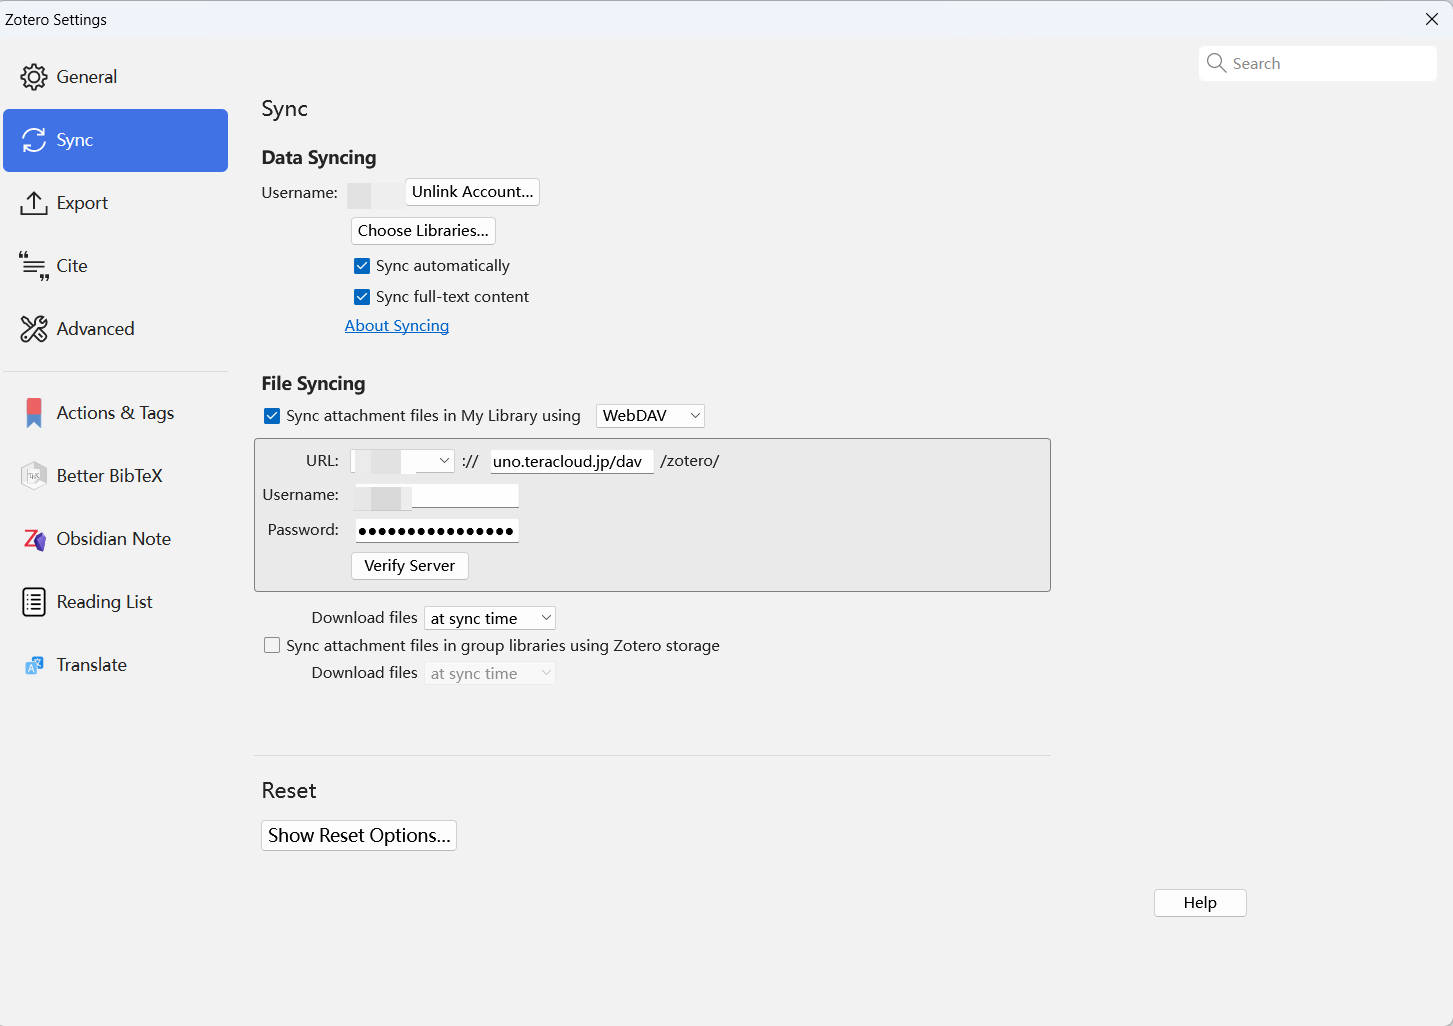 Zotero Settings
General
Search
Sync
Sync
Data Syncing
Username:
Unlink Account...
Export
Choose Libraries...
Cite
Sync automatically
Sync full-text content
Advanced
About Syncing
File Syncing
Actions & Tags
Sync attachment files in My Library using WebDAV
URL: :// uno.teracloud.jp/dav /zotero/
Better BibTeX
Username:
Password: ●●●●●●●●●●●●●●●●
Obsidian Note
Verify Server
Reading List
Download files at sync time
Sync attachment files in group libraries using Zotero storage
Translate
Download files at sync time
Reset
Show Reset Options...
Help